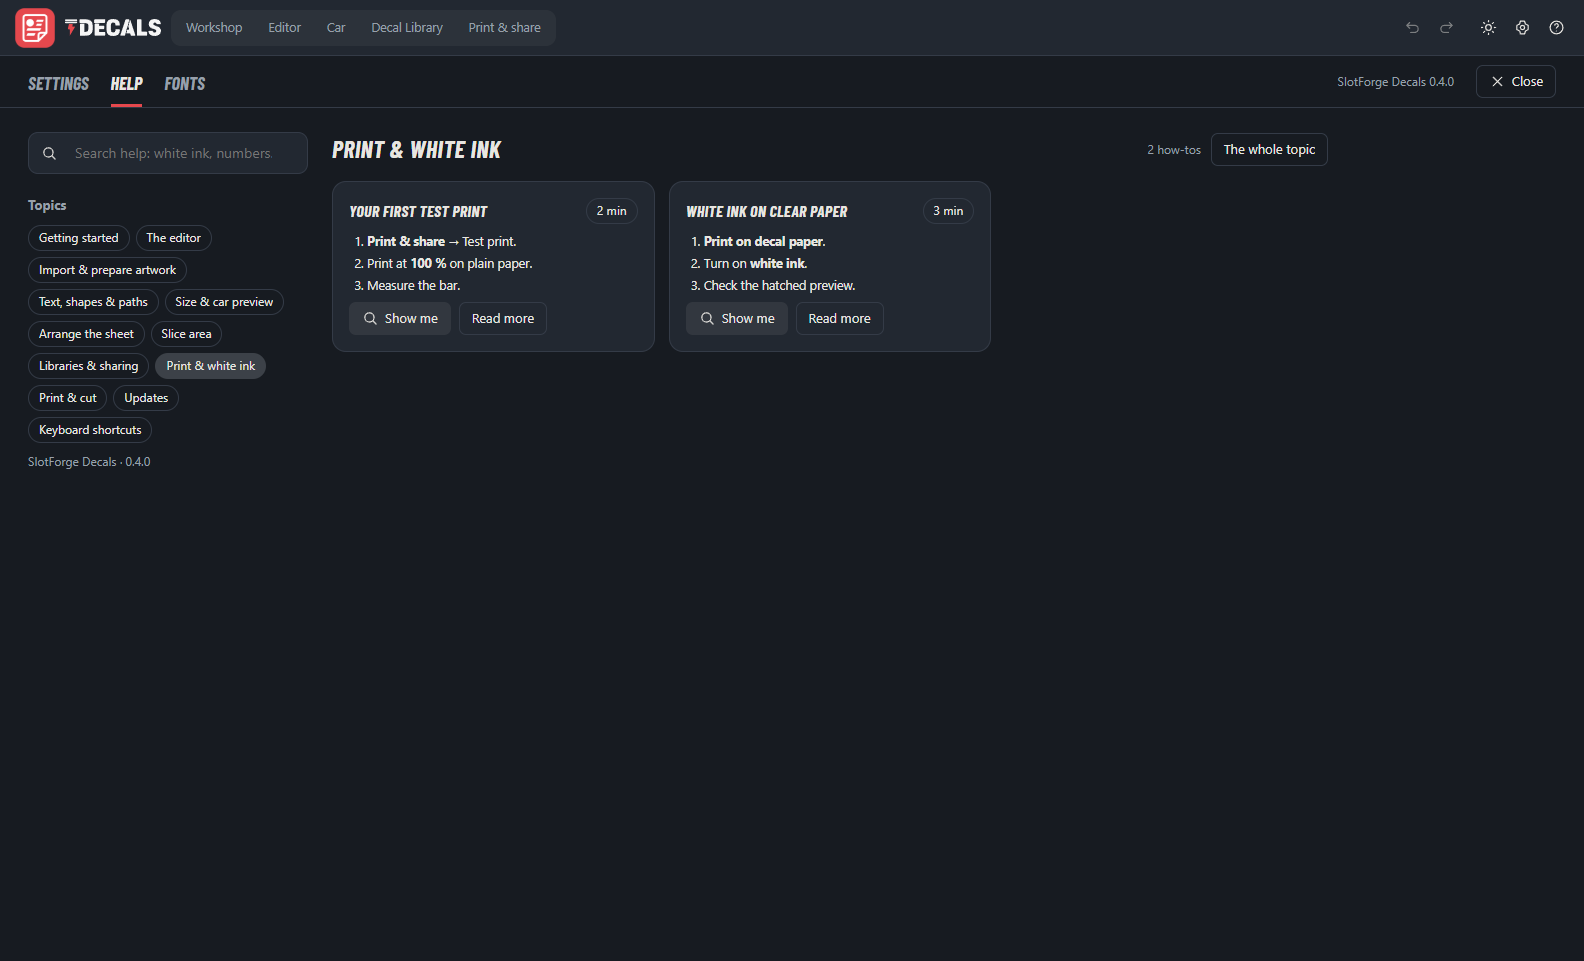 DECALS
Workshop Editor Car Decal Library Print & share
SETTINGS HELP FONTS
SlotForge Decals 0.4.0
Close
Search help: white ink, numbers
Topics
Getting started The editor
Import & prepare artwork
Text, shapes & paths Size & car preview
Arrange the sheet Slice area
Libraries & sharing Print & white ink
Print & cut Updates
Keyboard shortcuts
SlotForge Decals · 0.4.0
PRINT & WHITE INK
2 how-tos The whole topic
YOUR FIRST TEST PRINT 2 min
1. Print & share → Test print.
2. Print at 100 % on plain paper.
3. Measure the bar.
Show me Read more
WHITE INK ON CLEAR PAPER 3 min
1. Print on decal paper.
2. Turn on white ink.
3. Check the hatched preview.
Show me Read more